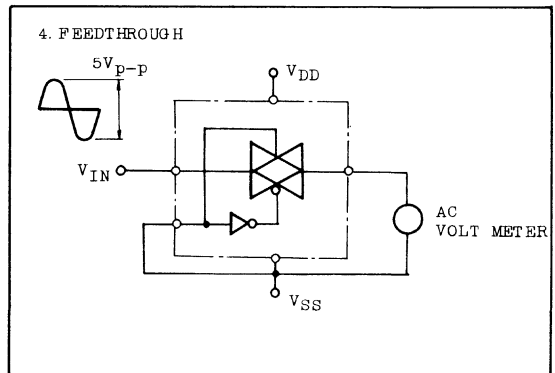 4. FEEDTHROUGH
5Vp-p
VDD
VIN
AC
VOLT METER
VSS